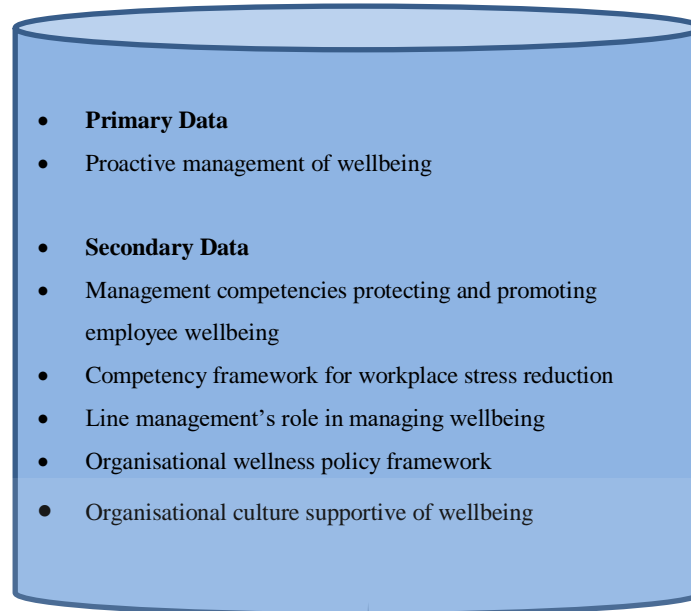 • Primary Data
• Proactive management of wellbeing
• Secondary Data
• Management competencies protecting and promoting
employee wellbeing
• Competency framework for workplace stress reduction
• Line management’s role in managing wellbeing
• Organisational wellness policy framework
• Organisational culture supportive of wellbeing